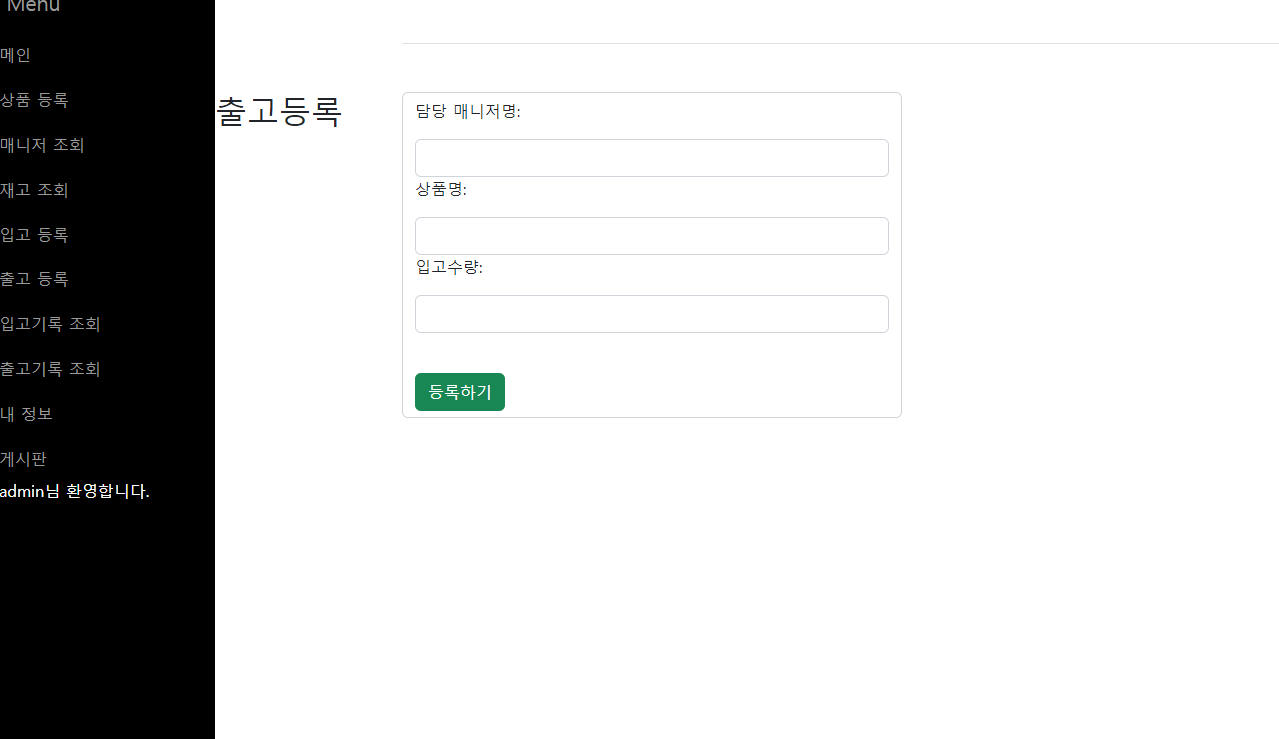 Menu
메인
상품 등록
매니저 조회
재고 조회
입고 등록
출고 등록
입고기록 조회
출고기록 조회
내 정보
게시판
admin님 환영합니다.
출고등록
담당 매니저명:
상품명:
입고수량:
등록하기